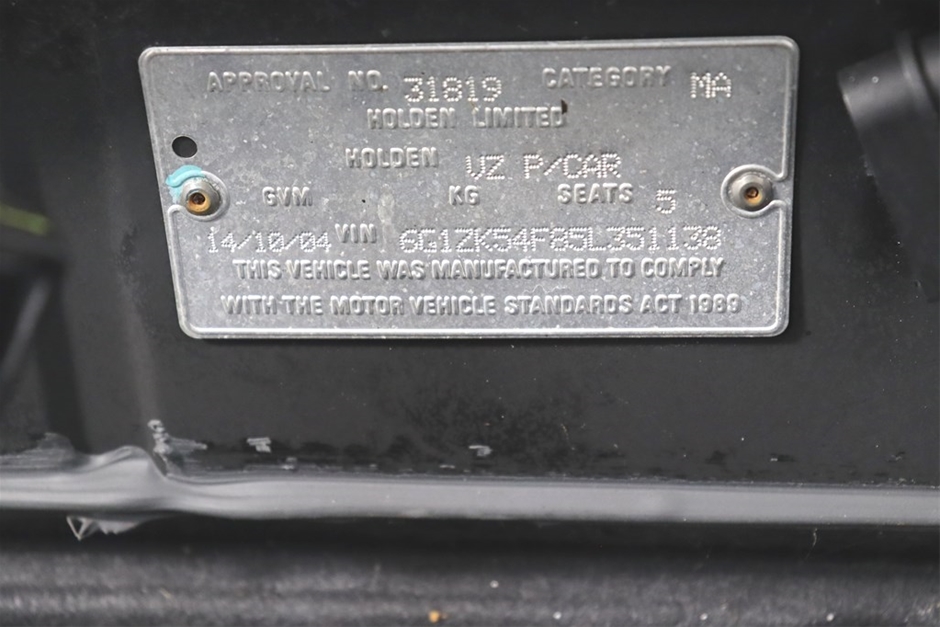 APPROVAL NO. 31819 CATEGORY MA
HOLDEN LIMITED
HOLDEN VZ P/CAR
GVM KG SEATS 5
14/10/04 VIN 6G1ZK54F85L351138
THIS VEHICLE WAS MANUFACTURED TO COMPLY
WITH THE MOTOR VEHICLE STANDARDS ACT 1989